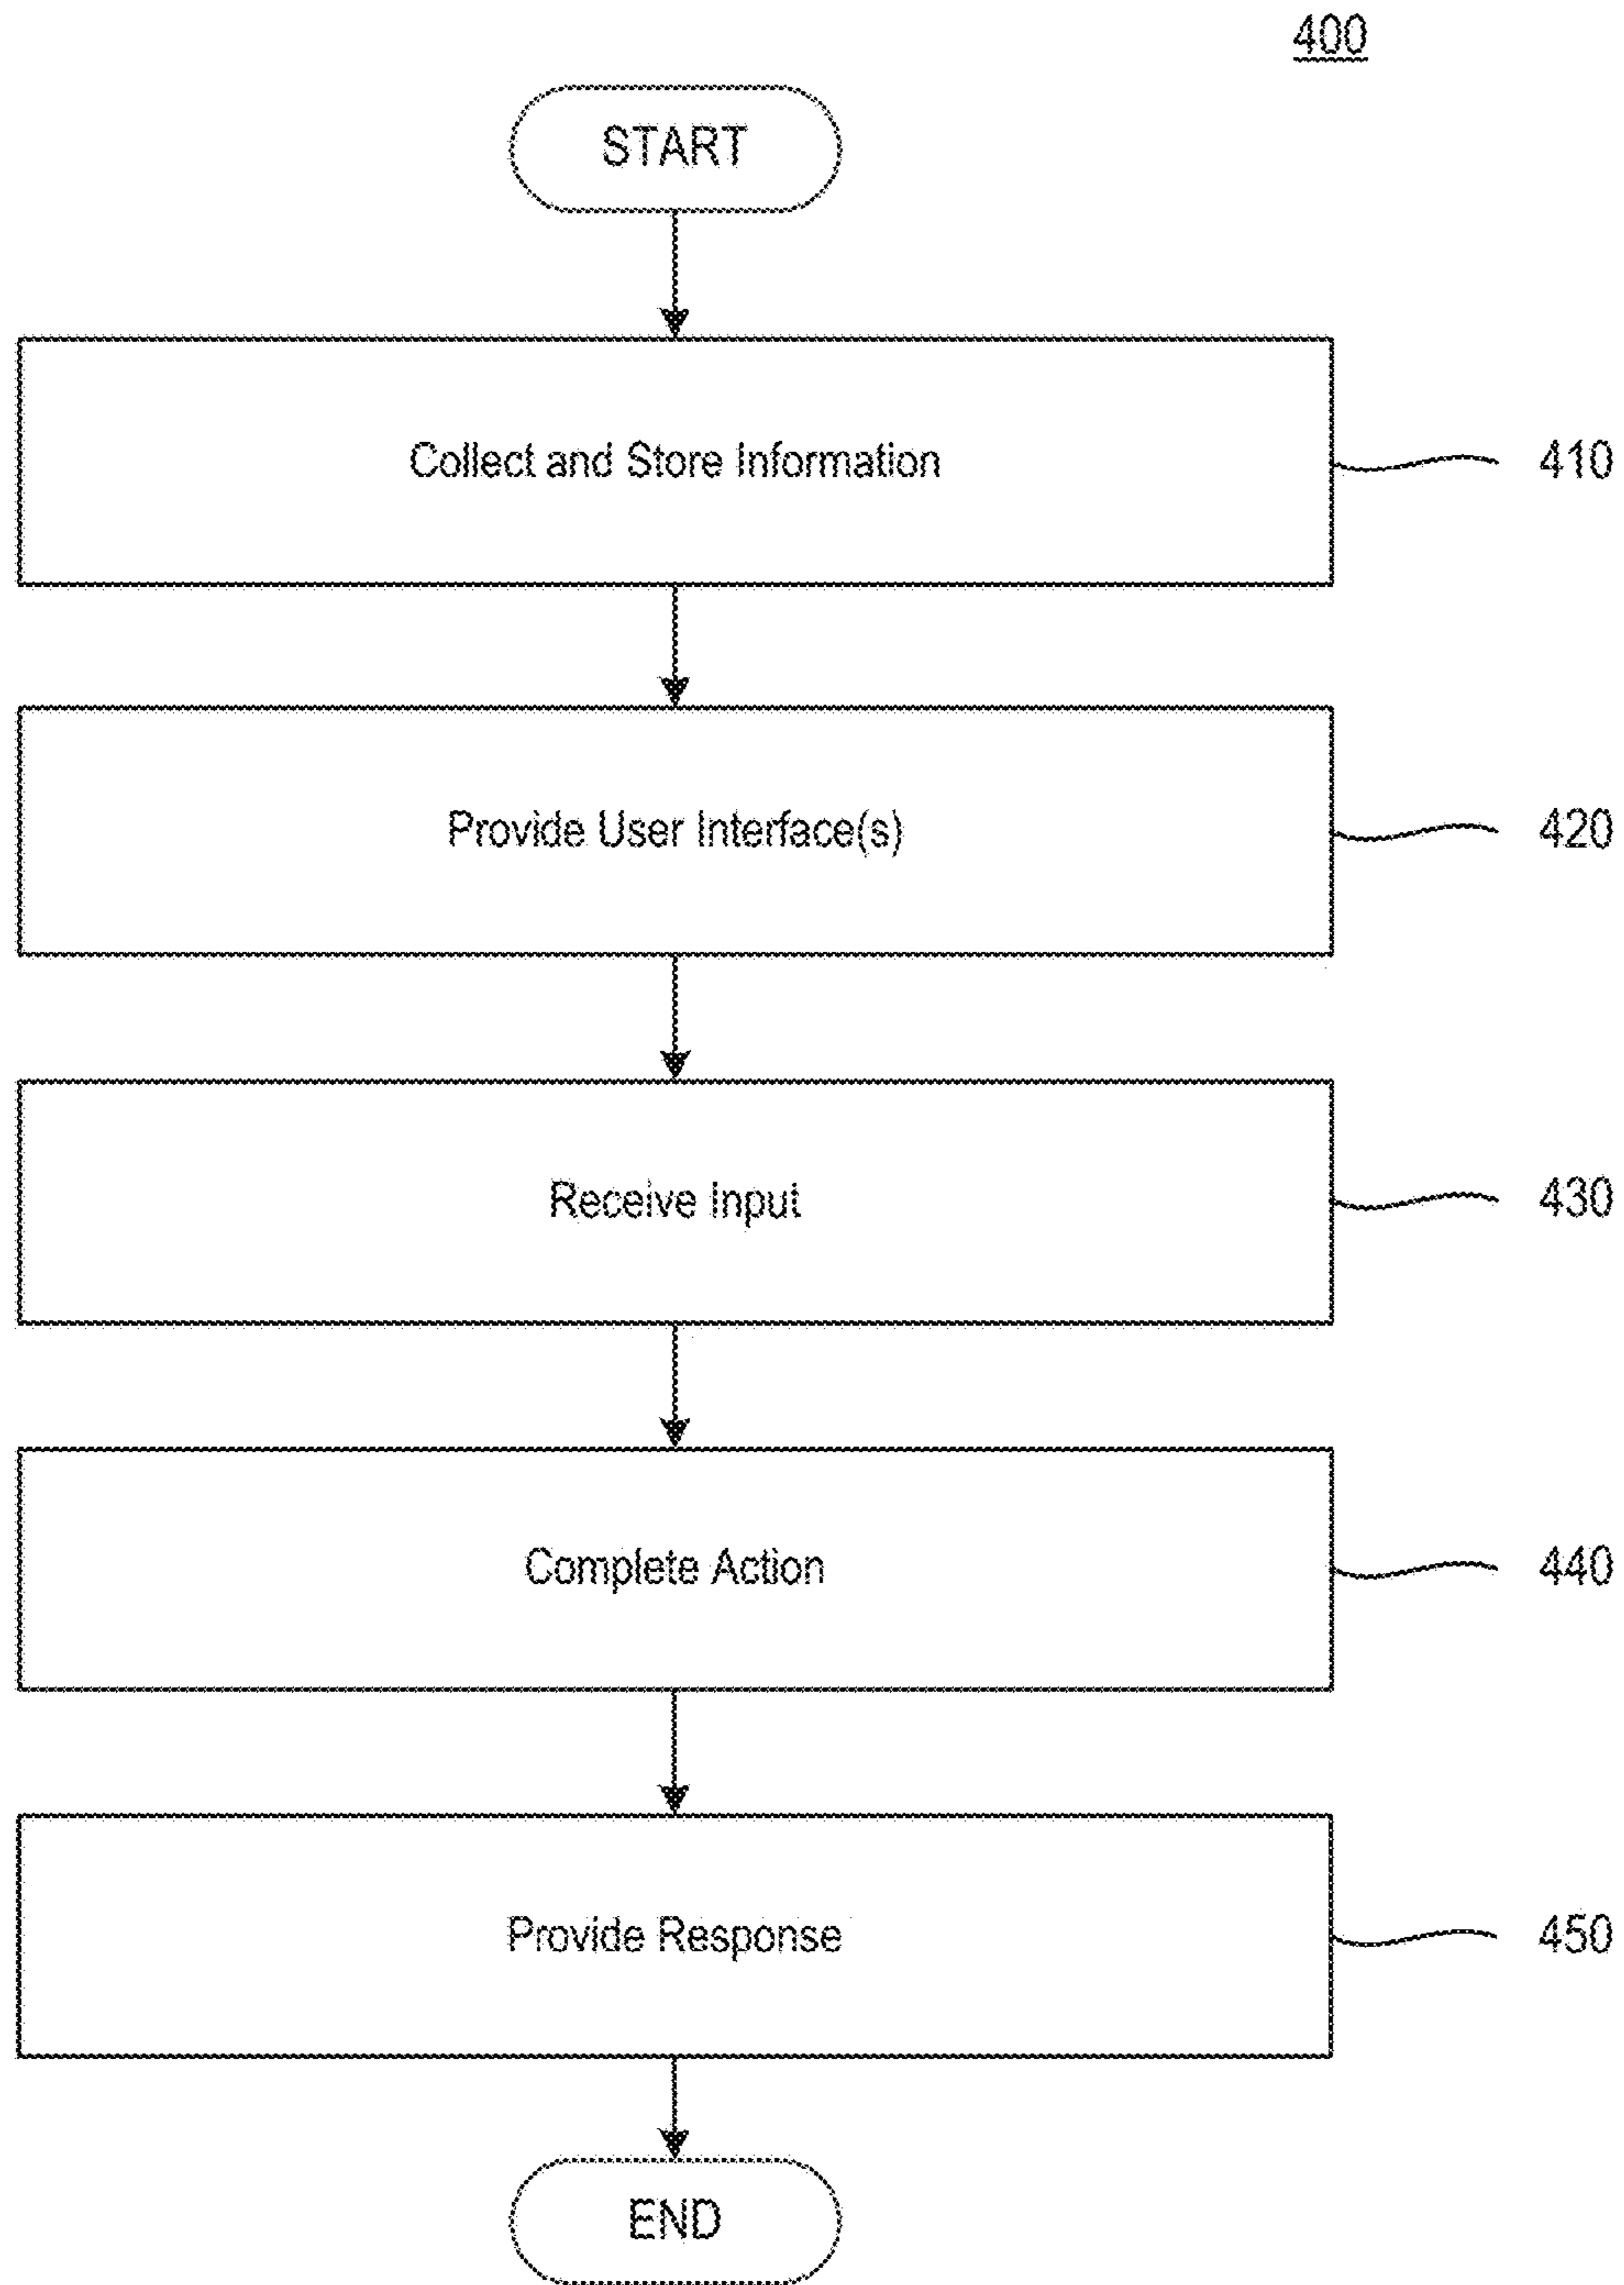 400
START
Collect and Store Information
410
Provide User Interface(s)
420
Receive Input
430
Complete Action
440
Provide Response
450
END